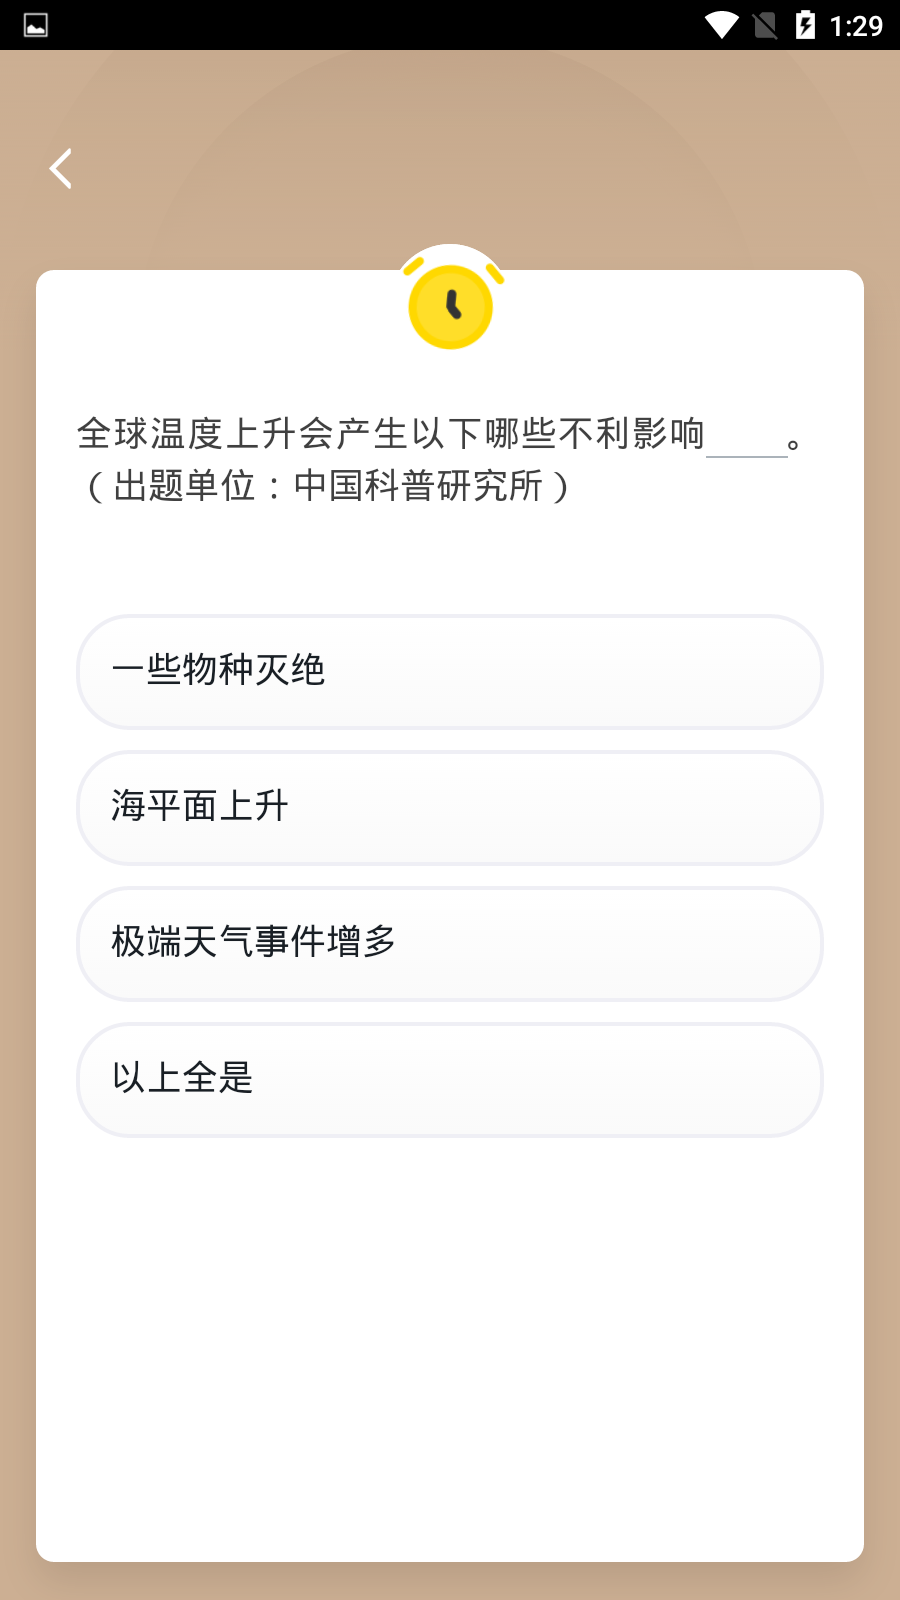 1:29
全球温度上升会产生以下哪些不利影响____。
（出题单位：中国科普研究所）
一些物种灭绝
海平面上升
极端天气事件增多
以上全是